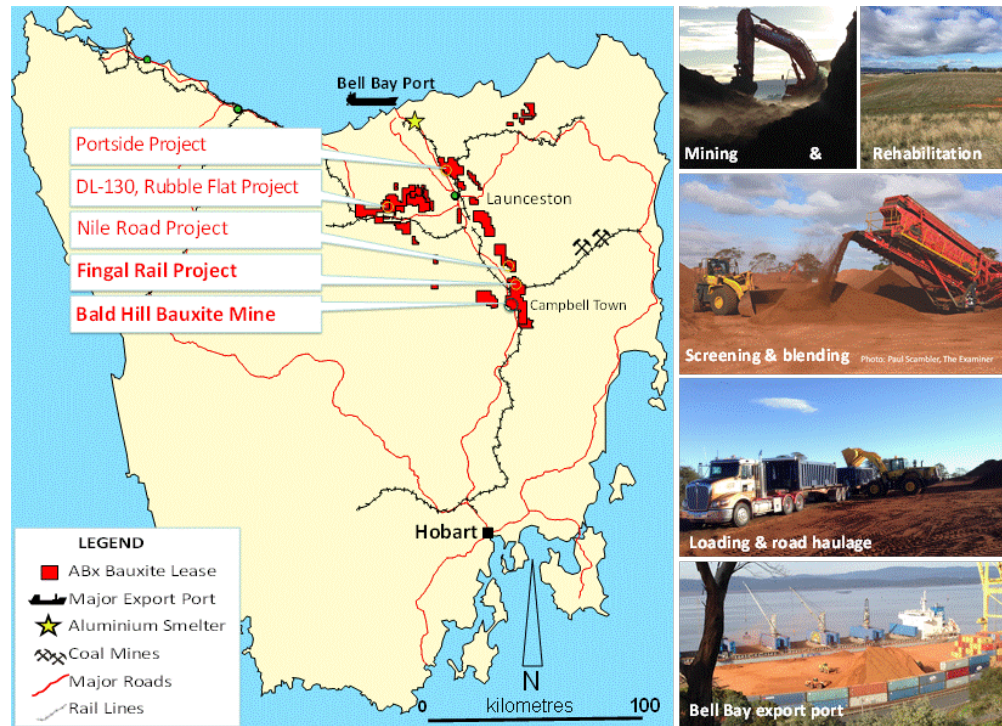 Bell Bay Port
Portside Project
DL-130, Rubble Flat Project
Launceston
Nile Road Project
Fingal Rail Project
Bald Hill Bauxite Mine
Campbell Town
Hobart
LEGEND
ABx Bauxite Lease
Major Export Port
Aluminium Smelter
Coal Mines
Major Roads
Rail Lines
N
0 kilometres 100
Mining &
Rehabilitation
Screening & blending Photo: Paul Scambler, The Examiner
Loading & road haulage
Bell Bay export port